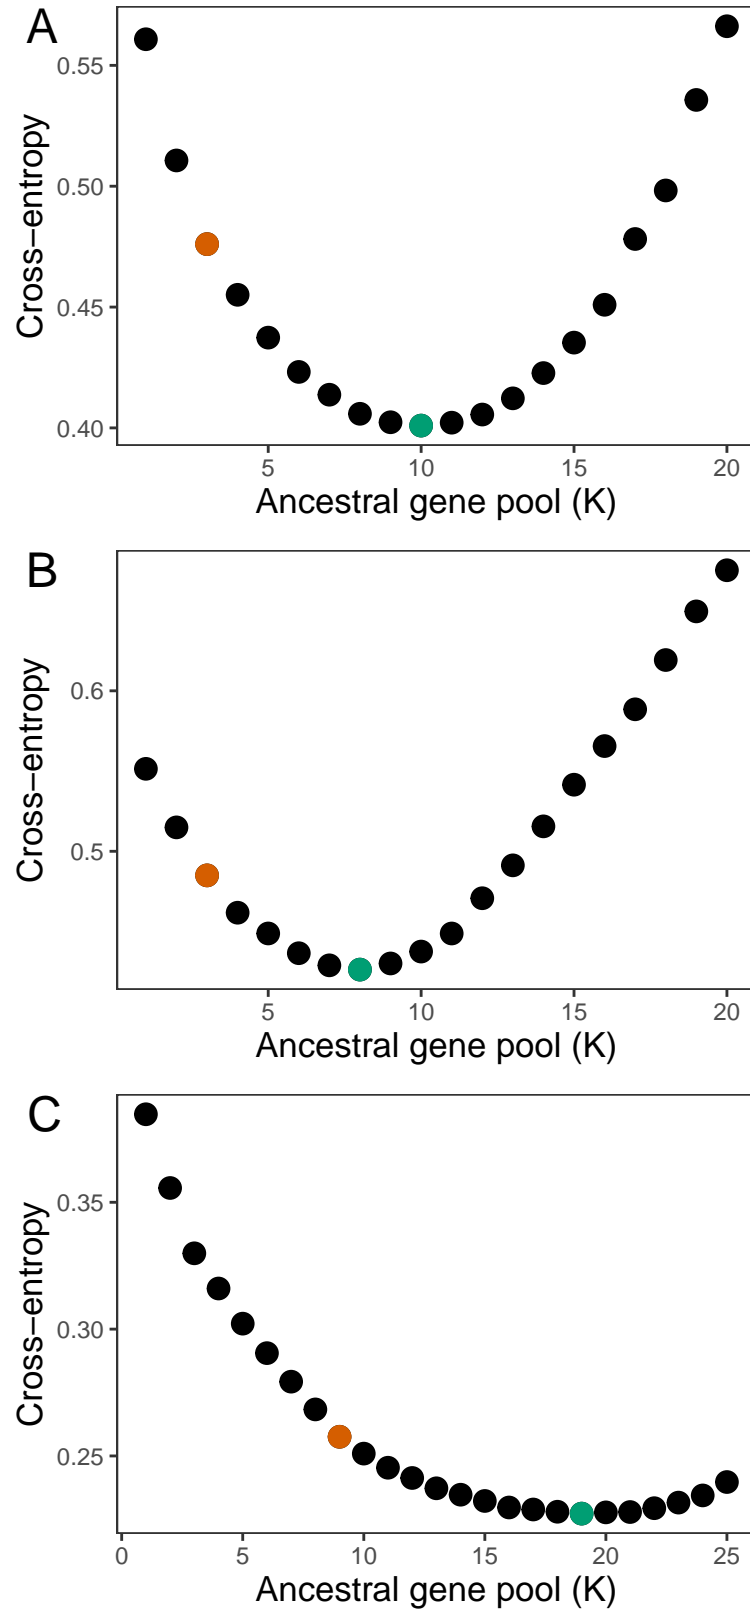 A
Cross−entropy
0.55
0.50
0.45
0.40
5 10 15 20
Ancestral gene pool (K)
B
Cross−entropy
0.6
0.5
5 10 15 20
Ancestral gene pool (K)
C
Cross−entropy
0.35
0.30
0.25
0 5 10 15 20 25
Ancestral gene pool (K)